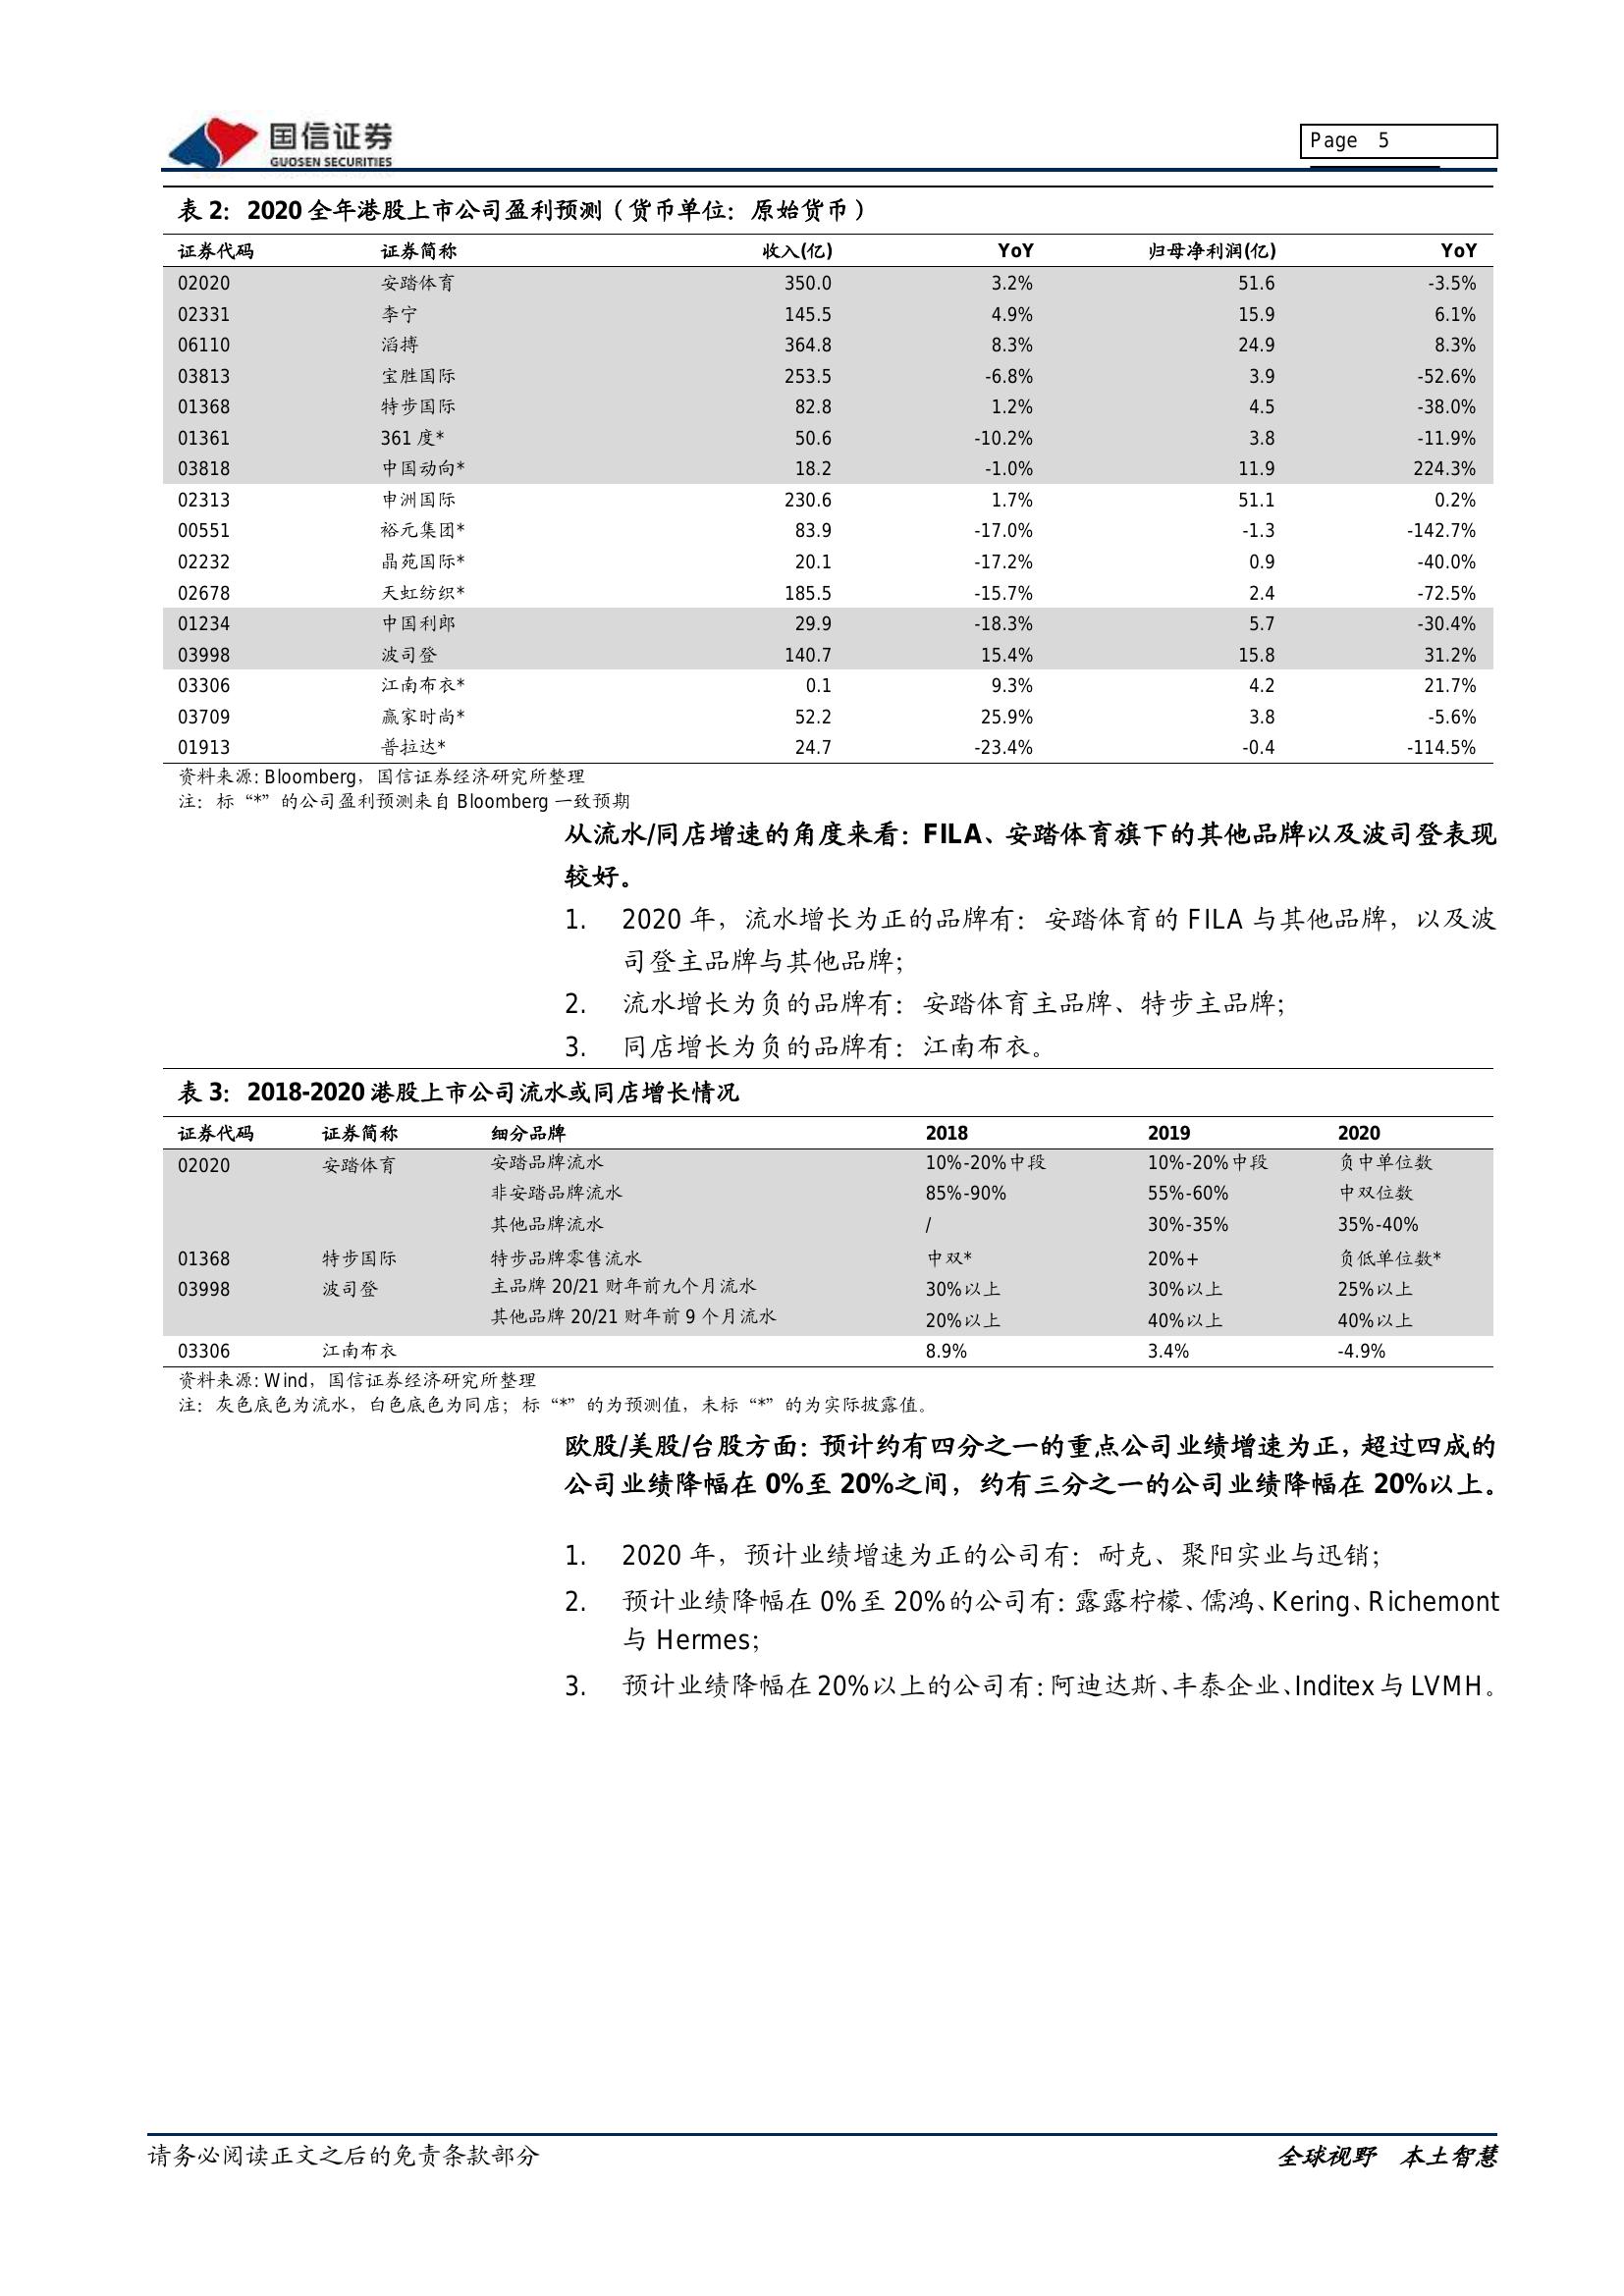 国信证券
GUOSEN SECURITIES
Page 5
表 2：2020 全年港股上市公司盈利预测（货币单位：原始货币）
证券代码 证券简称 收入(亿) YoY 归母净利润(亿) YoY
02020 安踏体育 350.0 3.2% 51.6 -3.5%
02331 李宁 145.5 4.9% 15.9 6.1%
06110 滔搏 364.8 8.3% 24.9 8.3%
03813 宝胜国际 253.5 -6.8% 3.9 -52.6%
01368 特步国际 82.8 1.2% 4.5 -38.0%
01361 361 度* 50.6 -10.2% 3.8 -11.9%
03818 中国动向* 18.2 -1.0% 11.9 224.3%
02313 申洲国际 230.6 1.7% 51.1 0.2%
00551 裕元集团* 83.9 -17.0% -1.3 -142.7%
02232 晶苑国际* 20.1 -17.2% 0.9 -40.0%
02678 天虹纺织* 185.5 -15.7% 2.4 -72.5%
01234 中国利郎 29.9 -18.3% 5.7 -30.4%
03998 波司登 140.7 15.4% 15.8 31.2%
03306 江南布衣* 0.1 9.3% 4.2 21.7%
03709 赢家时尚* 52.2 25.9% 3.8 -5.6%
01913 普拉达* 24.7 -23.4% -0.4 -114.5%
资料来源: Bloomberg，国信证券经济研究所整理
注：标“*”的公司盈利预测来自 Bloomberg 一致预期
从流水/同店增速的角度来看：FILA、安踏体育旗下的其他品牌以及波司登表现
较好。
1. 2020 年，流水增长为正的品牌有：安踏体育的 FILA 与其他品牌，以及波
司登主品牌与其他品牌；
2. 流水增长为负的品牌有：安踏体育主品牌、特步主品牌；
3. 同店增长为负的品牌有：江南布衣。
表 3：2018-2020 港股上市公司流水或同店增长情况
证券代码 证券简称 细分品牌 2018 2019 2020
02020 安踏体育 安踏品牌流水 10%-20%中段 10%-20%中段 负中单位数
非安踏品牌流水 85%-90% 55%-60% 中双位数
其他品牌流水 / 30%-35% 35%-40%
01368 特步国际 特步品牌零售流水 中双* 20%+ 负低单位数*
03998 波司登 主品牌 20/21 财年前九个月流水 30%以上 30%以上 25%以上
其他品牌 20/21 财年前 9 个月流水 20%以上 40%以上 40%以上
03306 江南布衣 8.9% 3.4% -4.9%
资料来源: Wind，国信证券经济研究所整理
注：灰色底色为流水，白色底色为同店；标“*”的为预测值，未标“*”的为实际披露值。
欧股/美股/台股方面：预计约有四分之一的重点公司业绩增速为正，超过四成的
公司业绩降幅在 0%至 20%之间，约有三分之一的公司业绩降幅在 20%以上。
1. 2020 年，预计业绩增速为正的公司有：耐克、聚阳实业与迅销；
2. 预计业绩降幅在 0%至 20%的公司有：露露柠檬、儒鸿、Kering、Richemont
与 Hermes；
3. 预计业绩降幅在 20%以上的公司有：阿迪达斯、丰泰企业、Inditex 与 LVMH。
请务必阅读正文之后的免责条款部分 全球视野 本土智慧